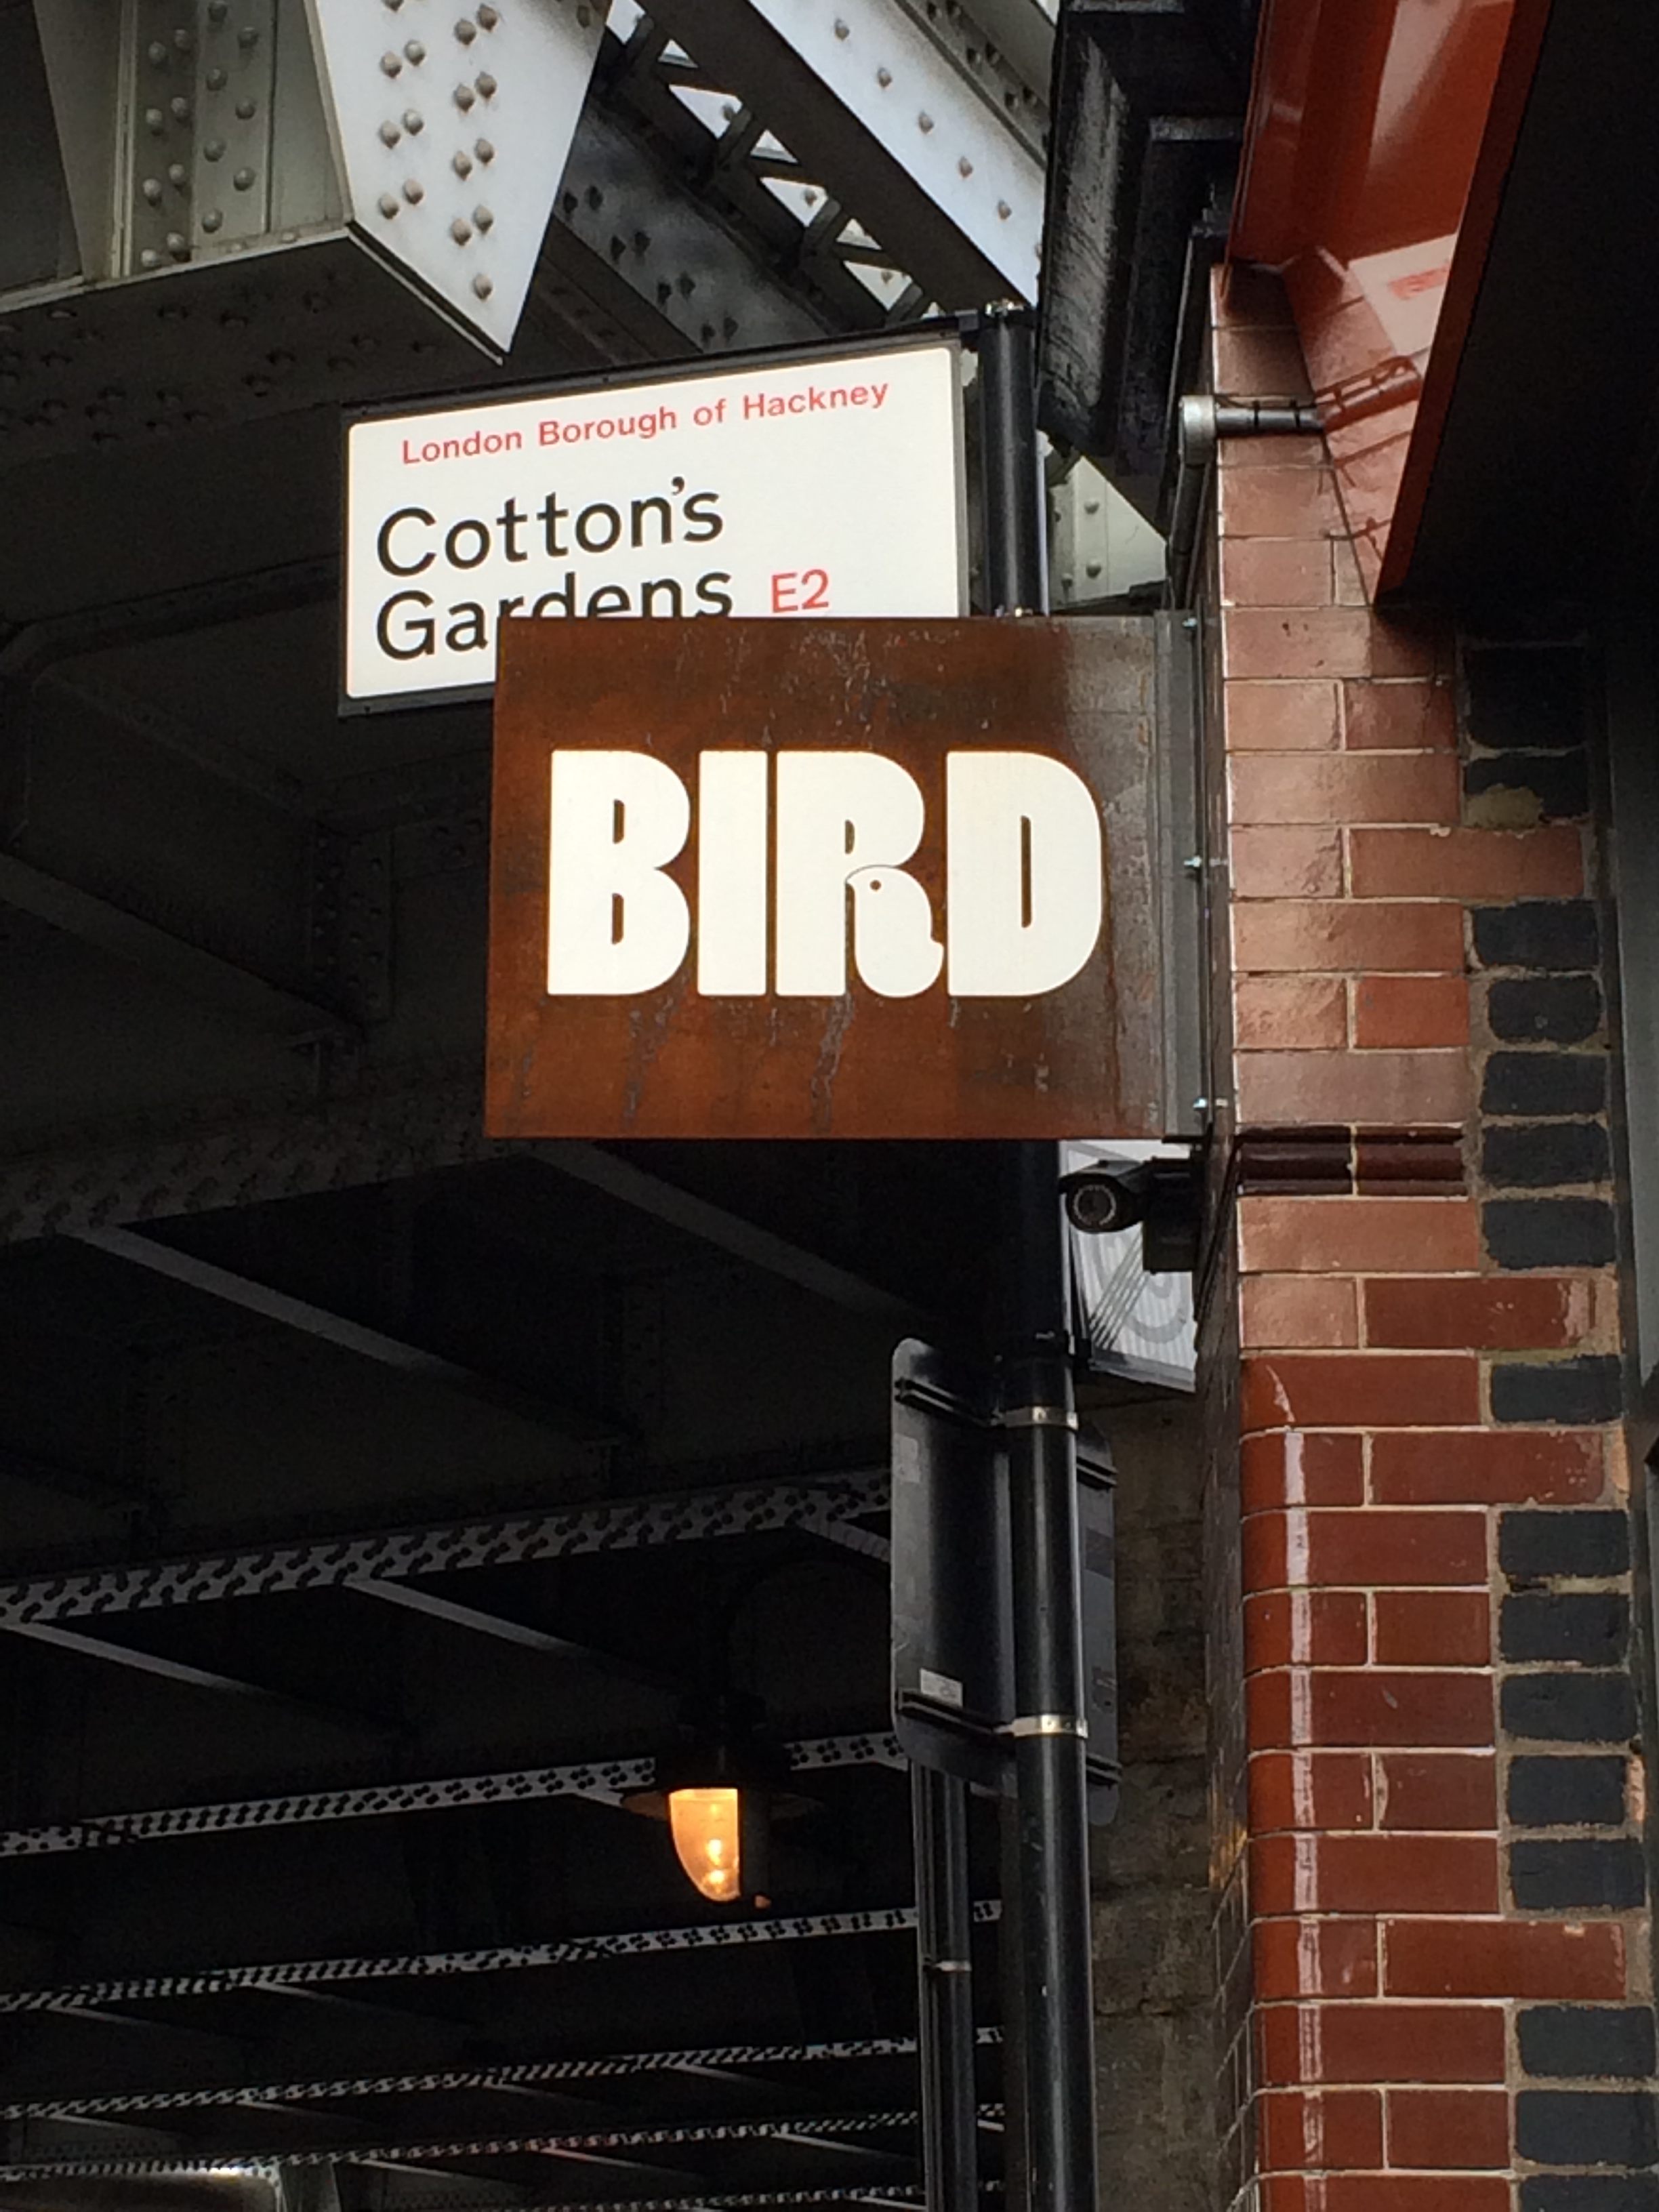 London Borough of Hackney
Cotton's
Gardens E2
BIRD